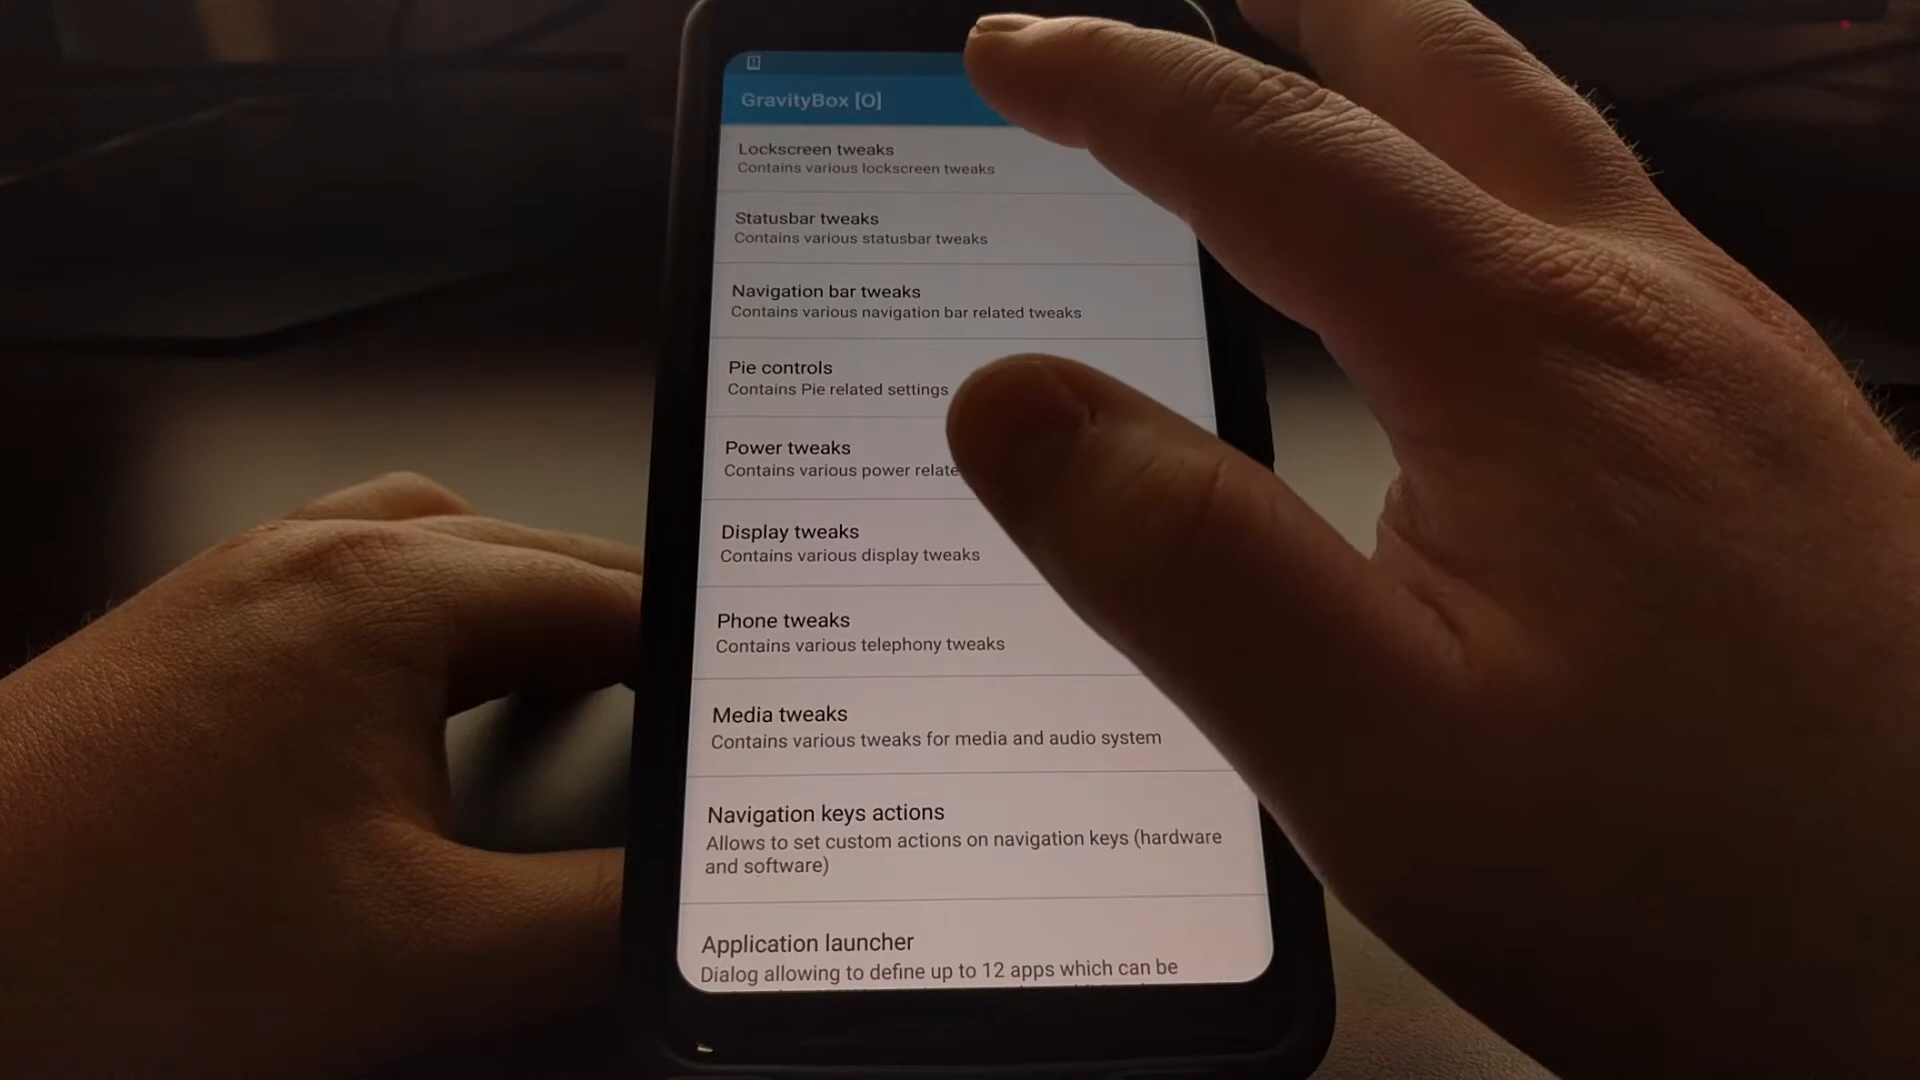 GravityBox [O]
Lockscreen tweaks
Contains various lockscreen tweaks
Statusbar tweaks
Contains various statusbar tweaks
Navigation bar tweaks
Contains various navigation bar related tweaks
Pie controls
Contains Pie related settings
Power tweaks
Contains various power relate
Display tweaks
Contains various display tweaks
Phone tweaks
Contains various telephony tweaks
Media tweaks
Contains various tweaks for media and audio system
Navigation keys actions
Allows to set custom actions on navigation keys (hardware
and software)
Application launcher
Dialog allowing to define up to 12 apps which can be